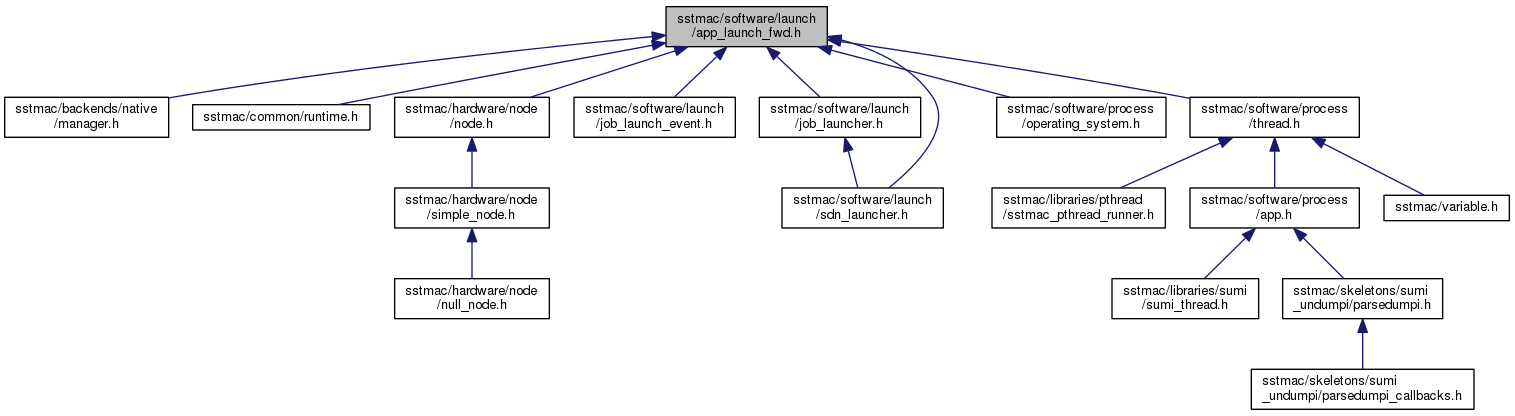 sstmac/software/launch
/app_launch_fwd.h
sstmac/backends/native
/manager.h
sstmac/common/runtime.h
sstmac/hardware/node
/node.h
sstmac/software/launch
/job_launch_event.h
sstmac/software/launch
/job_launcher.h
sstmac/software/process
/operating_system.h
sstmac/software/process
/thread.h
sstmac/hardware/node
/simple_node.h
sstmac/software/launch
/sdn_launcher.h
sstmac/libraries/pthread
/sstmac_pthread_runner.h
sstmac/software/process
/app.h
sstmac/variable.h
sstmac/hardware/node
/null_node.h
sstmac/libraries/sumi
/sumi_thread.h
sstmac/skeletons/sumi
_undumpi/parsedumpi.h
sstmac/skeletons/sumi
_undumpi/parsedumpi_callbacks.h